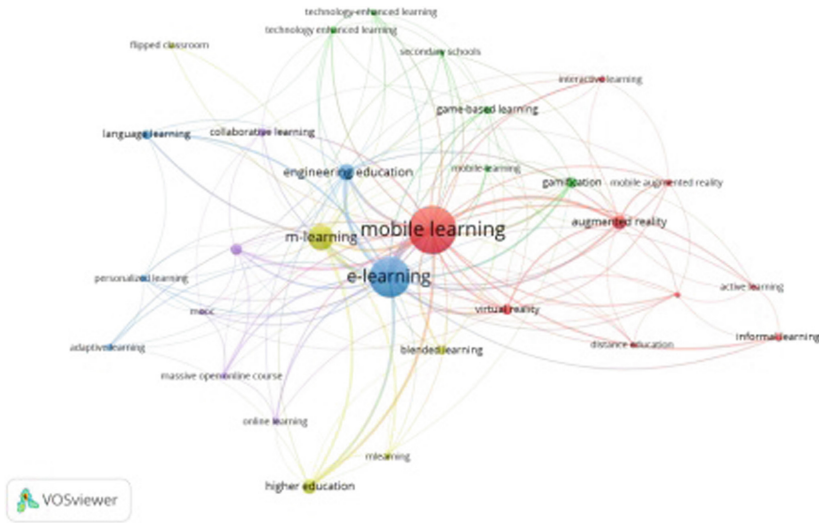 technology-enhanced learning
technology enhanced learning
flipped classroom
secondary schools
interactive learning
game-based learning
language learning
collaborative learning
mobile-learning
engineering education
gamification
mobile augmented reality
augmented reality
mobile learning
m-learning
e-learning
personalized learning
active learning
mooc
virtual reality
informal learning
distance education
adaptive learning
blended learning
massive open online course
online learning
mlearning
higher education
VOSviewer